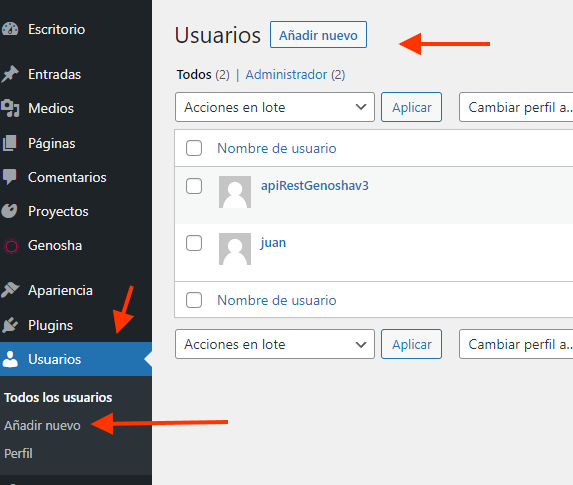 Escritorio
Entradas
Medios
Páginas
Comentarios
Proyectos
Genosha
Apariencia
Plugins
Usuarios
Todos los usuarios
Añadir nuevo
Perfil
Usuarios Añadir nuevo
Todos (2) | Administrador (2)
Acciones en lote Aplicar Cambiar perfil a...
Nombre de usuario
apiRestGenoshav3
juan
Nombre de usuario
Acciones en lote Aplicar Cambiar perfil a...